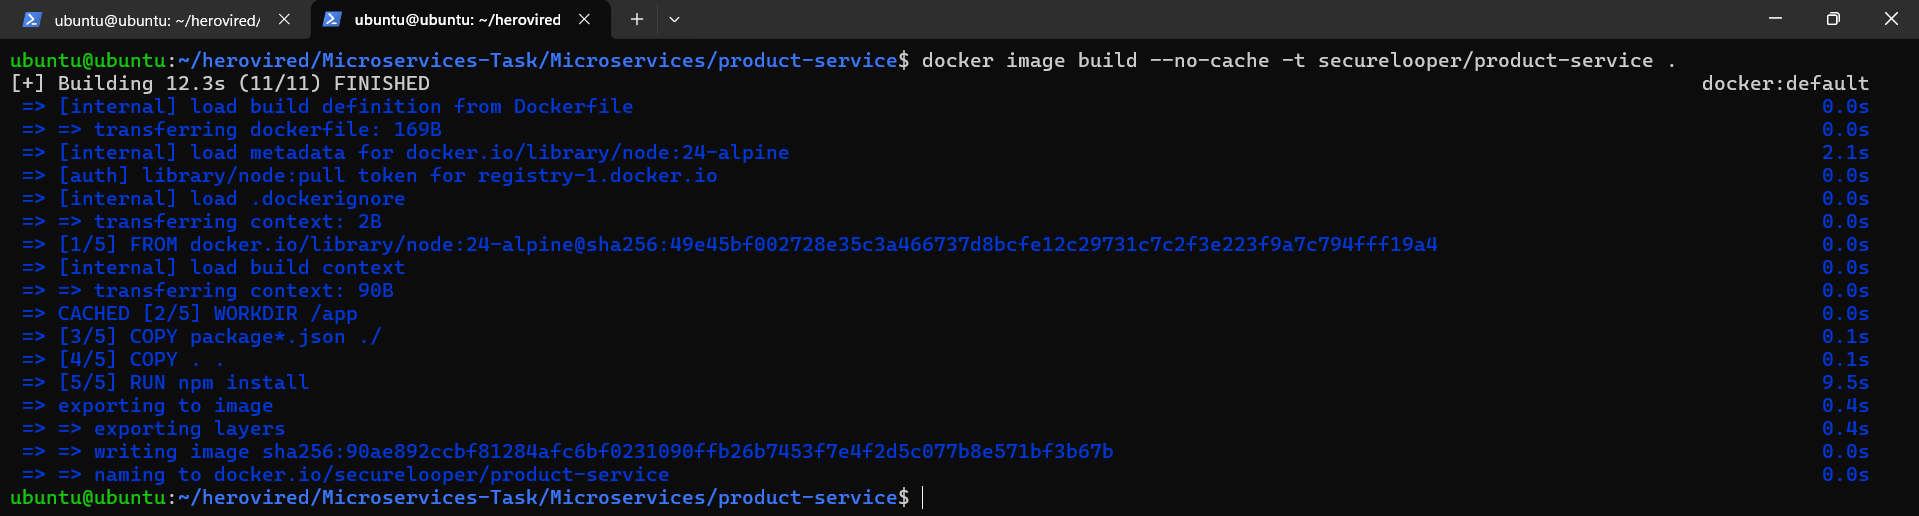 ubuntu@ubuntu: ~/herovired/
ubuntu@ubuntu: ~/herovired
ubuntu@ubuntu:~/herovired/Microservices-Task/Microservices/product-service$ docker image build --no-cache -t securelooper/product-service .
[+] Building 12.3s (11/11) FINISHED docker:default
=> [internal] load build definition from Dockerfile 0.0s
=> => transferring dockerfile: 169B 0.0s
=> [internal] load metadata for docker.io/library/node:24-alpine 2.1s
=> [auth] library/node:pull token for registry-1.docker.io 0.0s
=> [internal] load .dockerignore 0.0s
=> => transferring context: 2B 0.0s
=> [1/5] FROM docker.io/library/node:24-alpine@sha256:49e45bf002728e35c3a466737d8bcfe12c29731c7c2f3e223f9a7c794fff19a4 0.0s
=> [internal] load build context 0.0s
=> => transferring context: 90B 0.0s
=> CACHED [2/5] WORKDIR /app 0.0s
=> [3/5] COPY package*.json ./ 0.1s
=> [4/5] COPY . . 0.1s
=> [5/5] RUN npm install 9.5s
=> exporting to image 0.4s
=> => exporting layers 0.4s
=> => writing image sha256:90ae892ccbf81284afc6bf0231090ffb26b7453f7e4f2d5c077b8e571bf3b67b 0.0s
=> => naming to docker.io/securelooper/product-service 0.0s
ubuntu@ubuntu:~/herovired/Microservices-Task/Microservices/product-service$